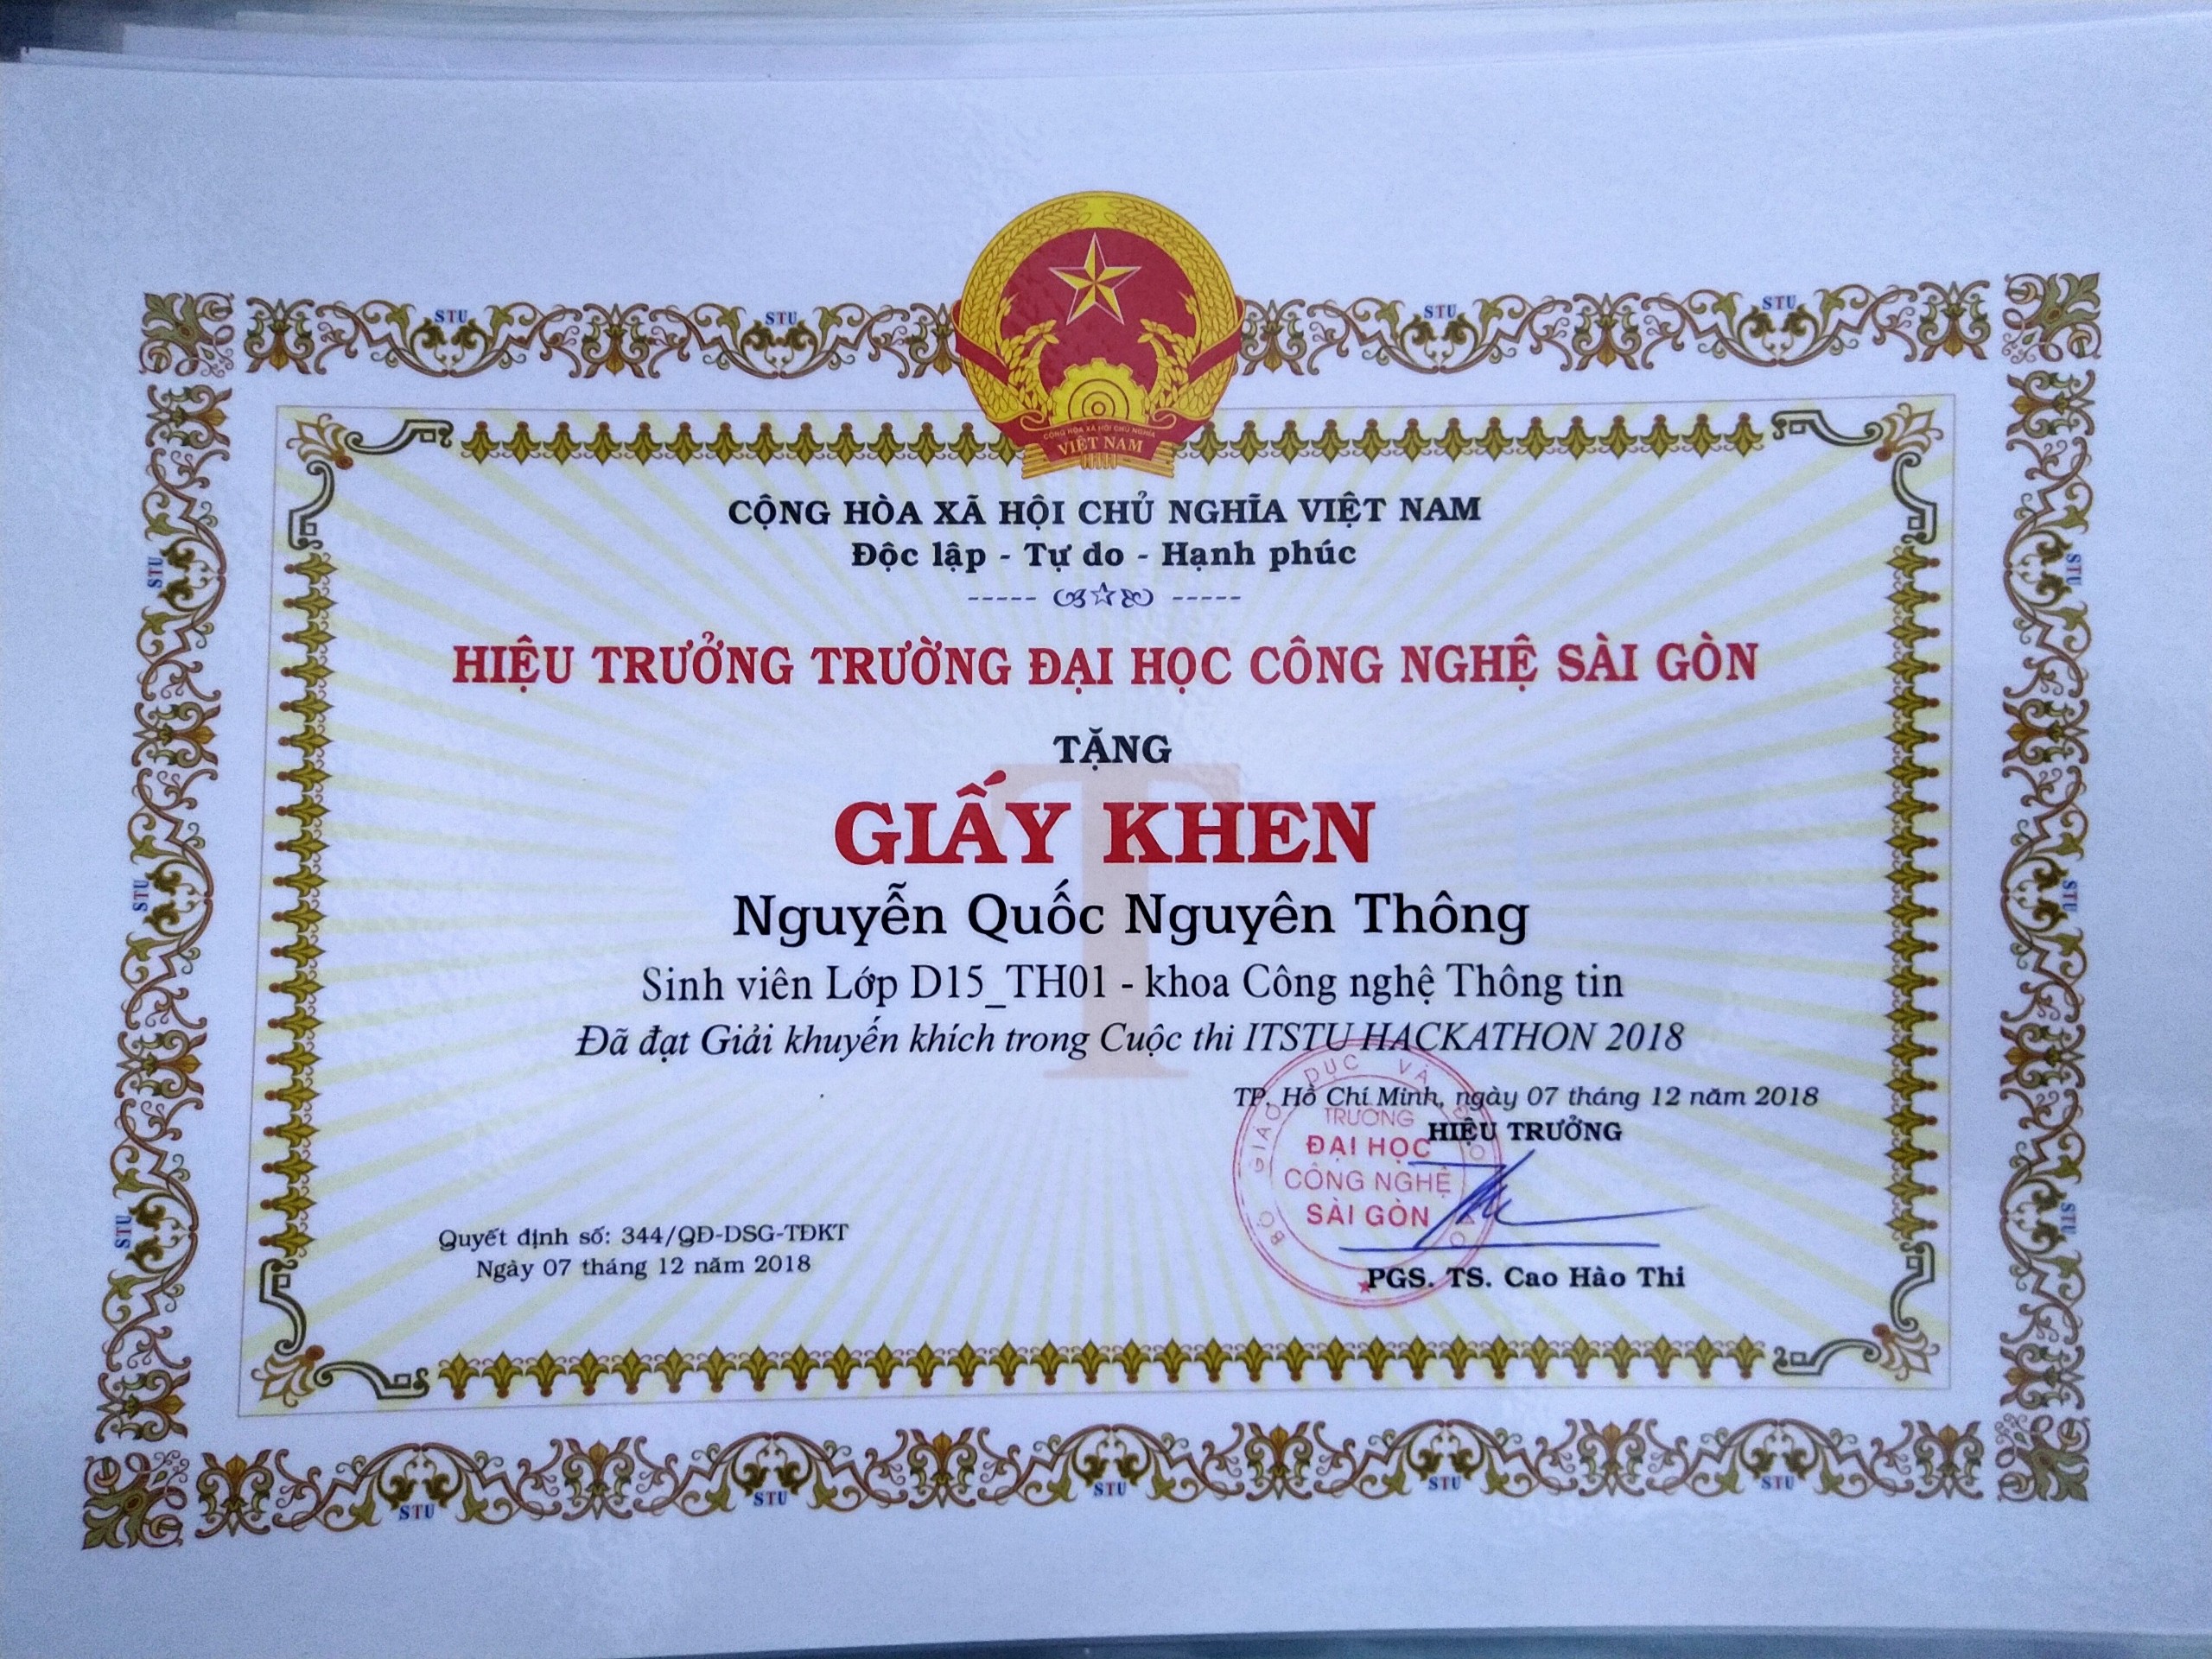 STU STU STU STU
CỘNG HÒA XÃ HỘI CHỦ NGHĨA
VIỆT NAM
CỘNG HÒA XÃ HỘI CHỦ NGHĨA VIỆT NAM
Độc lập - Tự do - Hạnh phúc
HIỆU TRƯỞNG TRƯỜNG ĐẠI HỌC CÔNG NGHỆ SÀI GÒN
TẶNG
GIẤY KHEN
Nguyễn Quốc Nguyên Thông
Sinh viên Lớp D15_TH01 - khoa Công nghệ Thông tin
Đã đạt Giải khuyến khích trong Cuộc thi ITSTU HACKATHON 2018
TP. Hồ Chí Minh, ngày 07 tháng 12 năm 2018
HIỆU TRƯỞNG
BỘ GIÁO DỤC VÀ ĐÀO TẠO
TRƯỜNG
ĐẠI HỌC
CÔNG NGHỆ
SÀI GÒN
PGS. TS. Cao Hào Thi
Quyết định số: 344/QĐ-DSG-TĐKT
Ngày 07 tháng 12 năm 2018
STU STU STU
STU STU STU
STU STU STU STU STU